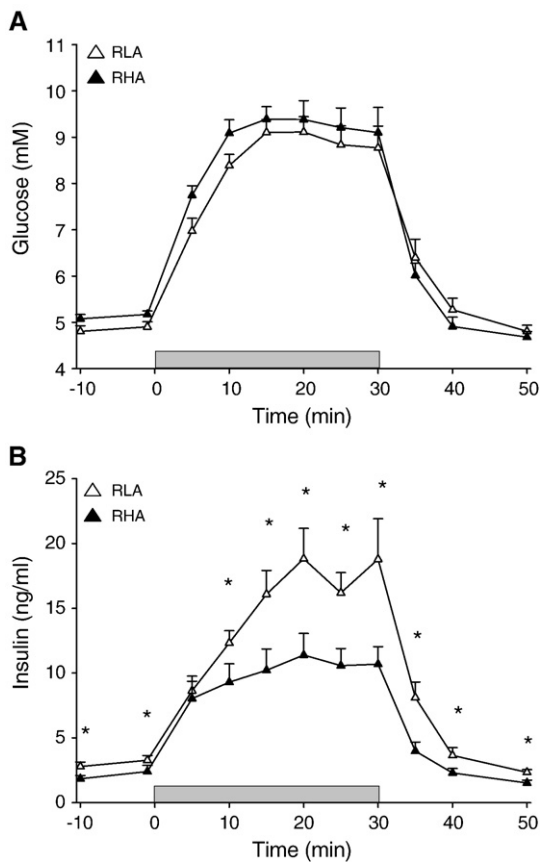 A
11
RLA
10
RHA
9
8
7
6
5
4
Glucose (mM)
-10 0 10 20 30 40 50
Time (min)
B
25
RLA
RHA
20
15
10
5
0
Insulin (ng/ml)
* * * * * * * * * *
-10 0 10 20 30 40 50
Time (min)